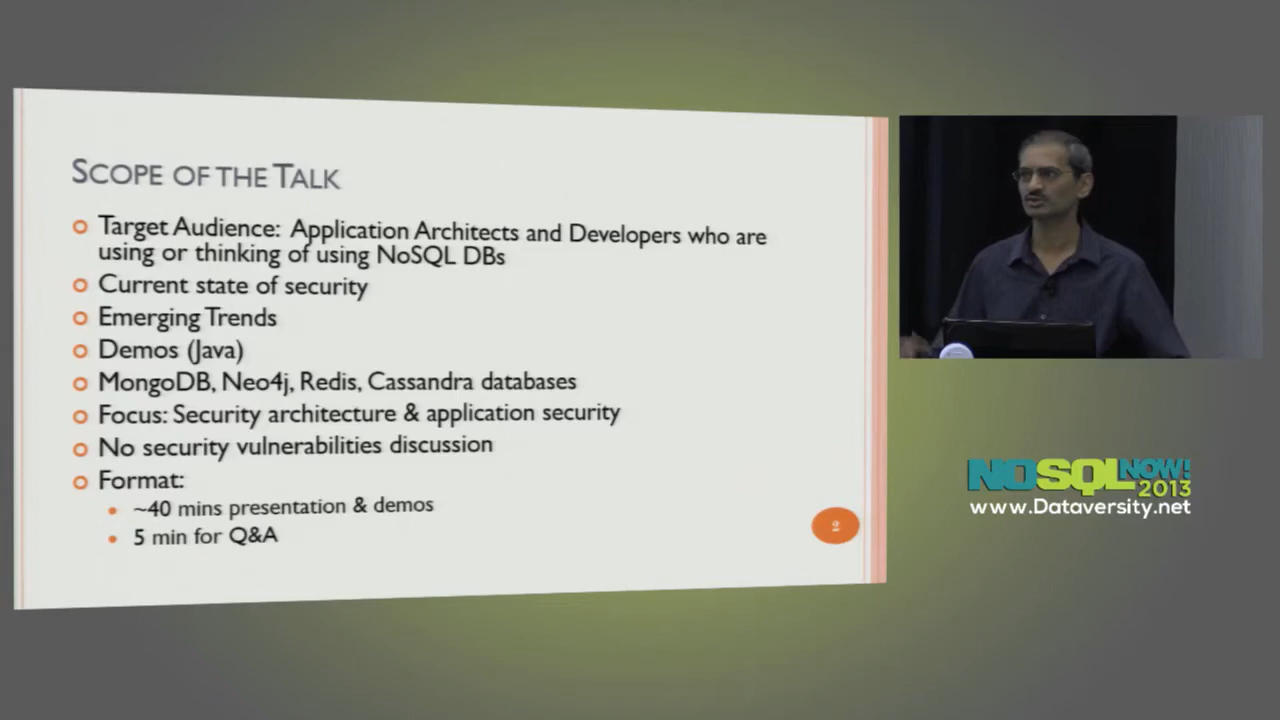 SCOPE OF THE TALK
Target Audience: Application Architects and Developers who are
using or thinking of using NoSQL DBs
Current state of security
Emerging Trends
Demos (Java)
MongoDB, Neo4j, Redis, Cassandra databases
Focus: Security architecture & application security
No security vulnerabilities discussion
Format:
~40 mins presentation & demos
5 min for Q&A
2
NOSQL NOW!
2013
www.Dataversity.net